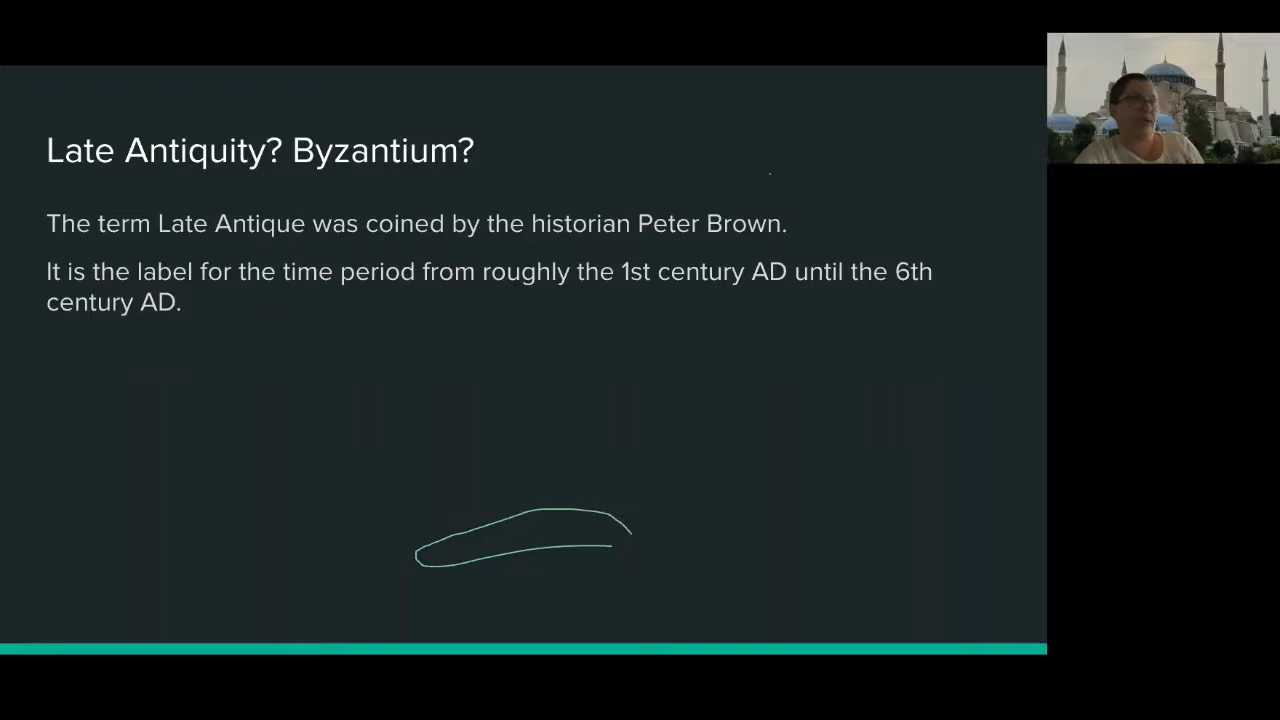 Late Antiquity? Byzantium?
The term Late Antique was coined by the historian Peter Brown.
It is the label for the time period from roughly the 1st century AD until the 6th
century AD.